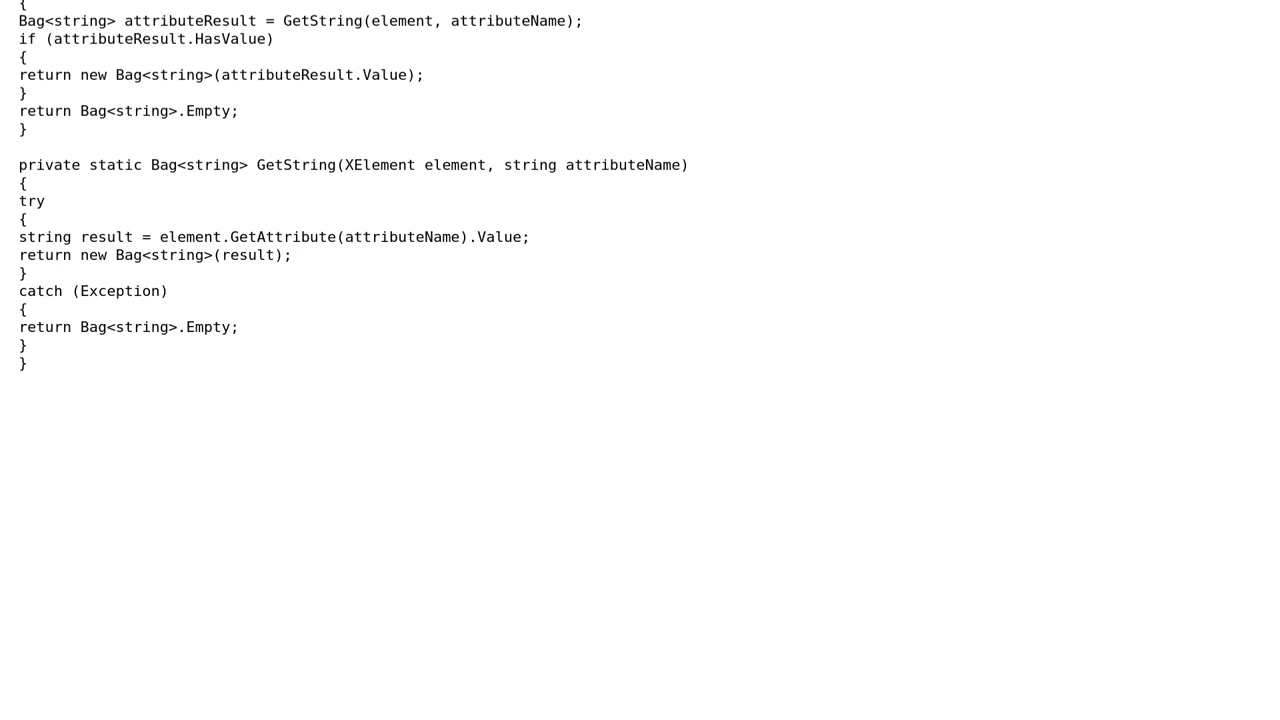 {
Bag<string> attributeResult = GetString(element, attributeName);
if (attributeResult.HasValue)
{
return new Bag<string>(attributeResult.Value);
}
return Bag<string>.Empty;
}

private static Bag<string> GetString(XElement element, string attributeName)
{
try
{
string result = element.GetAttribute(attributeName).Value;
return new Bag<string>(result);
}
catch (Exception)
{
return Bag<string>.Empty;
}
}